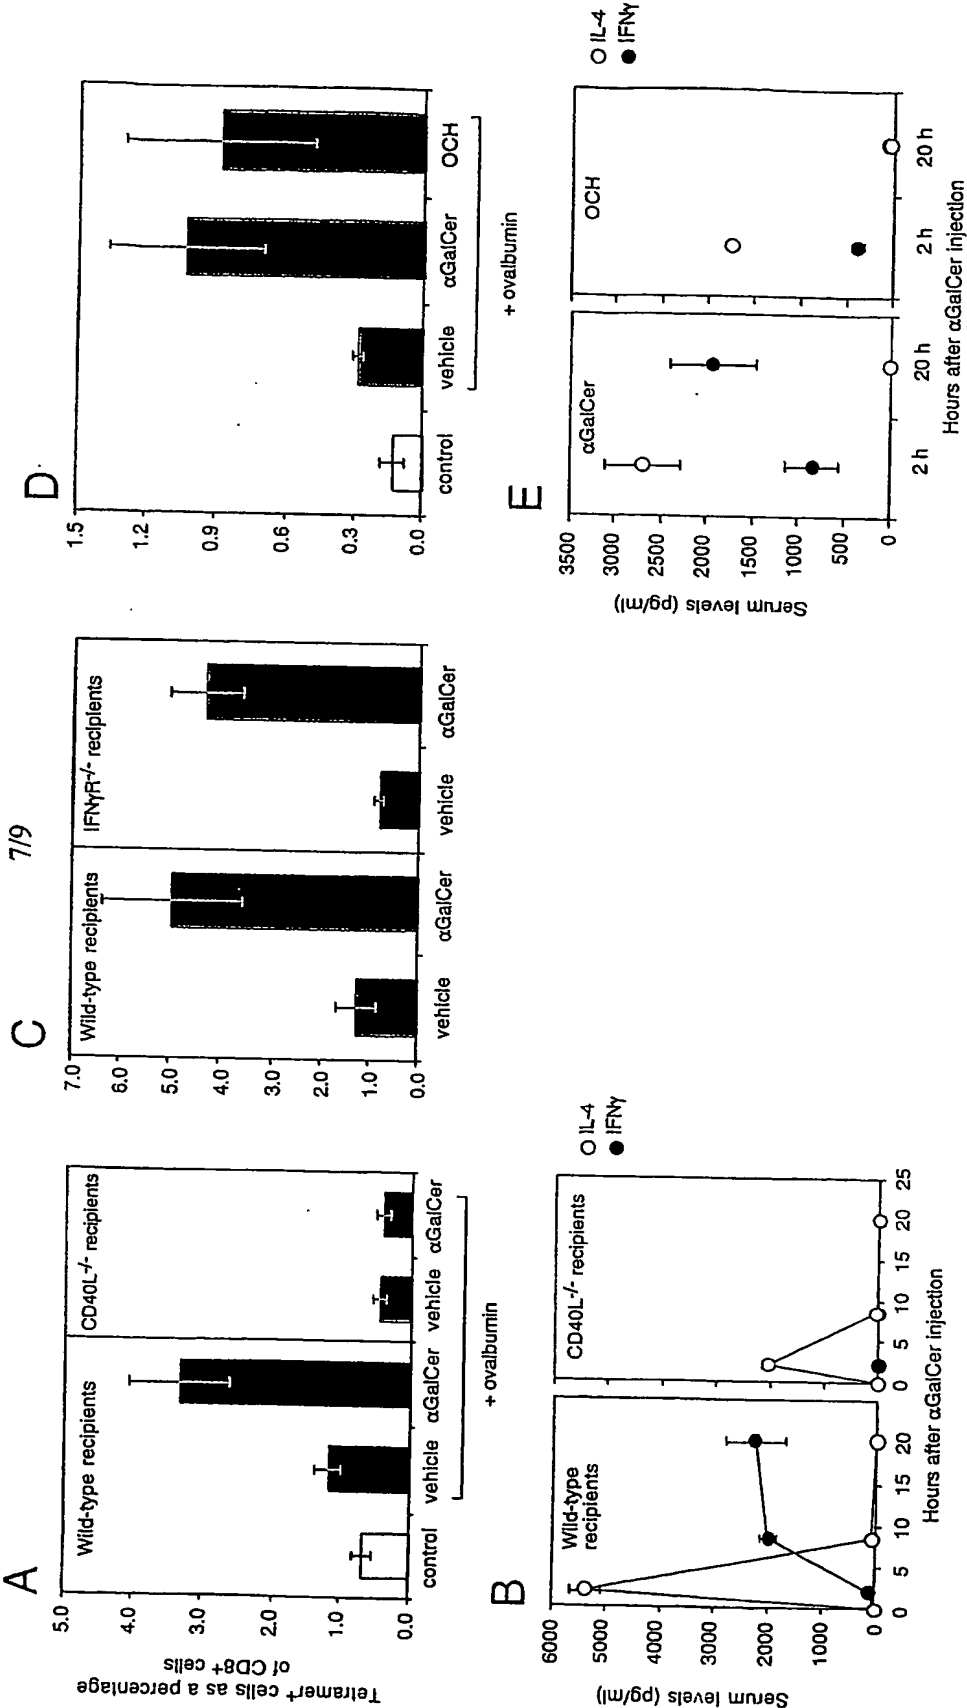 7/9
A
Tetramer⁺ cells as a percentage
of CD8⁺ cells
5.0
4.0
3.0
2.0
1.0
0.0
Wild-type recipients
CD40L⁻/⁻ recipients
control
vehicle
αGalCer
vehicle
αGalCer
+ ovalbumin
B
Serum levels (pg/ml)
6000
5000
4000
3000
2000
1000
0
Wild-type
recipients
CD40L⁻/⁻ recipients
0
5
10
15
20
0
5
10
15
20
25
Hours after αGalCer injection
IL-4
IFNγ
C
7.0
6.0
5.0
4.0
3.0
2.0
1.0
0.0
Wild-type recipients
IFNγR⁻/⁻ recipients
vehicle
αGalCer
vehicle
αGalCer
D
1.5
1.2
0.9
0.6
0.3
0.0
control
vehicle
αGalCer
OCH
+ ovalbumin
E
Serum levels (pg/ml)
3500
3000
2500
2000
1500
1000
500
0
αGalCer
OCH
2 h
20 h
2 h
20 h
Hours after αGalCer injection
IL-4
IFNγ